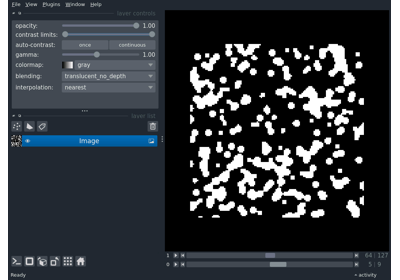 File View Plugins Window Help
layer controls
opacity: 1.00
contrast limits:
auto-contrast: once continuous
gamma: 1.00
colormap: gray
blending: translucent_no_depth
interpolation: nearest
layer list
Image
1 64 127
0 5 9
Ready activity